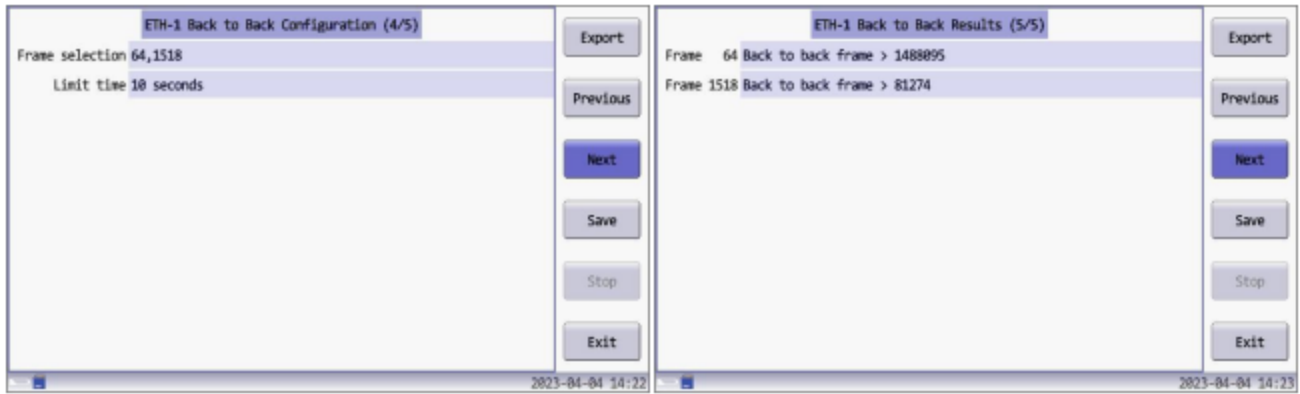 ETH-1 Back to Back Configuration (4/5)
Frame selection 64,1518
Limit time 10 seconds
Export
Previous
Next
Save
Stop
Exit
2023-04-04 14:22
ETH-1 Back to Back Results (5/5)
Frame 64 Back to back frame > 1488095
Frame 1518 Back to back frame > 81274
Export
Previous
Next
Save
Stop
Exit
2023-04-04 14:23